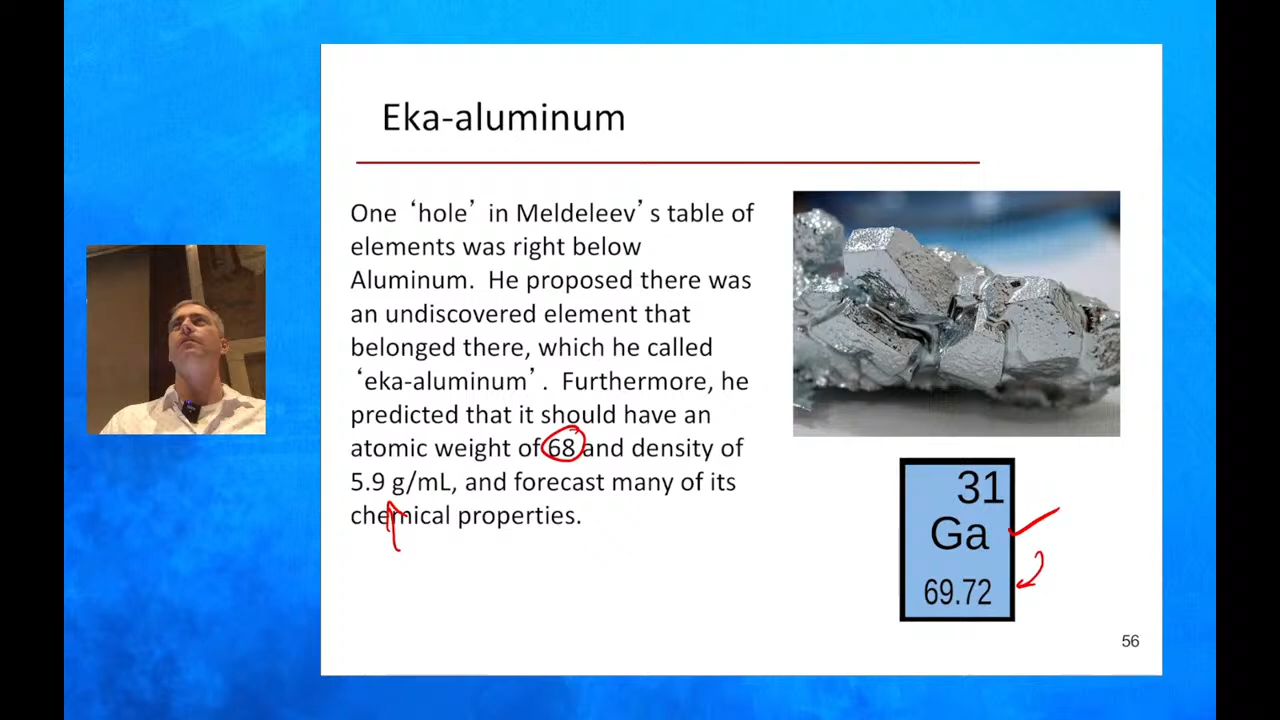 Eka-aluminum
One ‘hole’ in Meldeleev’s table of
elements was right below
Aluminum. He proposed there was
an undiscovered element that
belonged there, which he called
‘eka-aluminum’. Furthermore, he
predicted that it should have an
atomic weight of 68 and density of
5.9 g/mL, and forecast many of its
chemical properties.
31
Ga
69.72
56